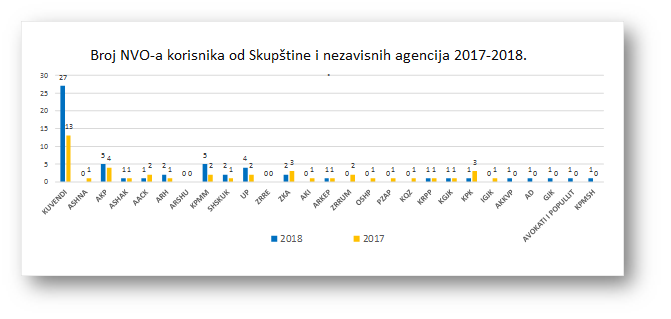 Broj NVO-a korisnika od Skupštine i nezavisnih agencija 2017-2018.
30
25
20
15
10
5
0
27 13
0 1
5 4
1 1
1 2
2 1
0 0
5 2
2 1
4 2
0 0
2 3
0 1
1 1
0 2
0 1
0 1
0 1
1 1
1 1
1 3
0 1
1 0
1 0
1 0
1 0
1 0
KUVENDI
ASHNA
AKP
ASHAK
AACK
ARH
ARSHU
KPMM
SHSKUK
UP
ZRRE
ZKA
AKI
ARKEP
ZRRUM
OSHP
PZAP
KQZ
KRPP
KGJK
KPK
IGJK
AKKVP
AD
GJK
AVOKATI I POPULLIT
KPMSH
2018 2017